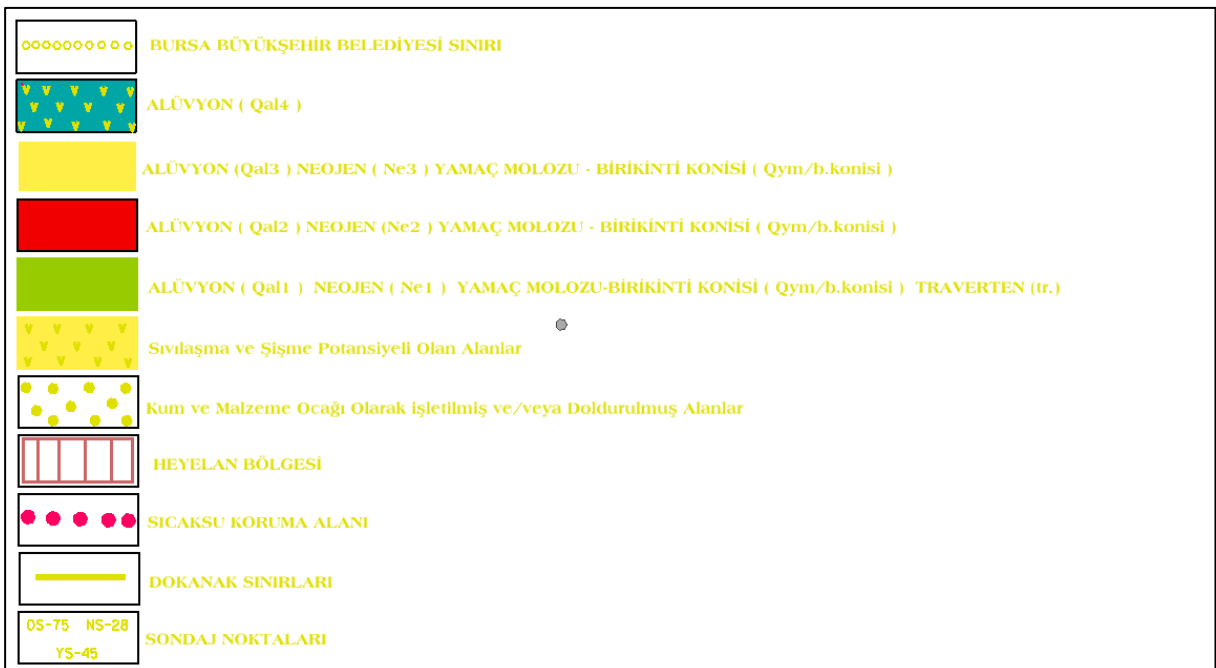 BURSA BÜYÜKŞEHİR BELEDİYESİ SINIRI
ALÜVYON ( Qal4 )
ALÜVYON (Qal3 ) NEOJEN ( Ne3 ) YAMAÇ MOLOZU - BİRİKİNTİ KONİSİ ( Qym/b.konisi )
ALÜVYON ( Qal2 ) NEOJEN (Ne2 ) YAMAÇ MOLOZU - BİRİKİNTİ KONİSİ ( Qym/b.konisi )
ALÜVYON ( Qal1 ) NEOJEN ( Ne1 ) YAMAÇ MOLOZU-BİRİKİNTİ KONİSİ ( Qym/b.konisi ) TRAVERTEN (tr.)
Sıvılaşma ve Şişme Potansiyeli Olan Alanlar
Kum ve Malzeme Ocağı Olarak işletilmiş ve/veya Doldurulmuş Alanlar
HEYELAN BÖLGESİ
SICAKSU KORUMA ALANI
DOKANAK SINIRLARI
OS-75 NS-28
YS-45
SONDAJ NOKTALARI